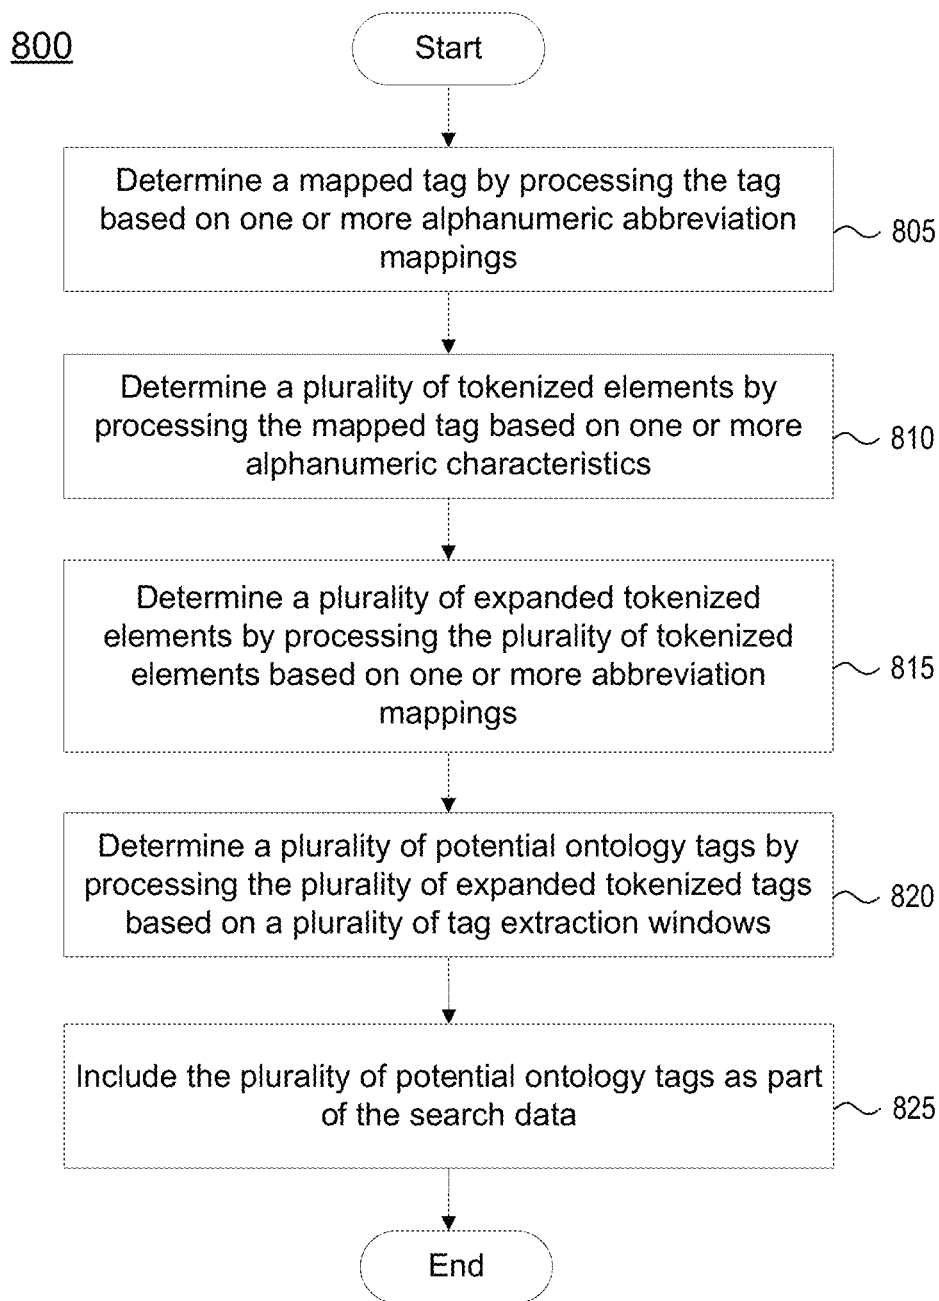 800
Start
Determine a mapped tag by processing the tag
based on one or more alphanumeric abbreviation
mappings
805
Determine a plurality of tokenized elements by
processing the mapped tag based on one or more
alphanumeric characteristics
810
Determine a plurality of expanded tokenized
elements by processing the plurality of tokenized
elements based on one or more abbreviation
mappings
815
Determine a plurality of potential ontology tags by
processing the plurality of expanded tokenized tags
based on a plurality of tag extraction windows
820
Include the plurality of potential ontology tags as part
of the search data
825
End